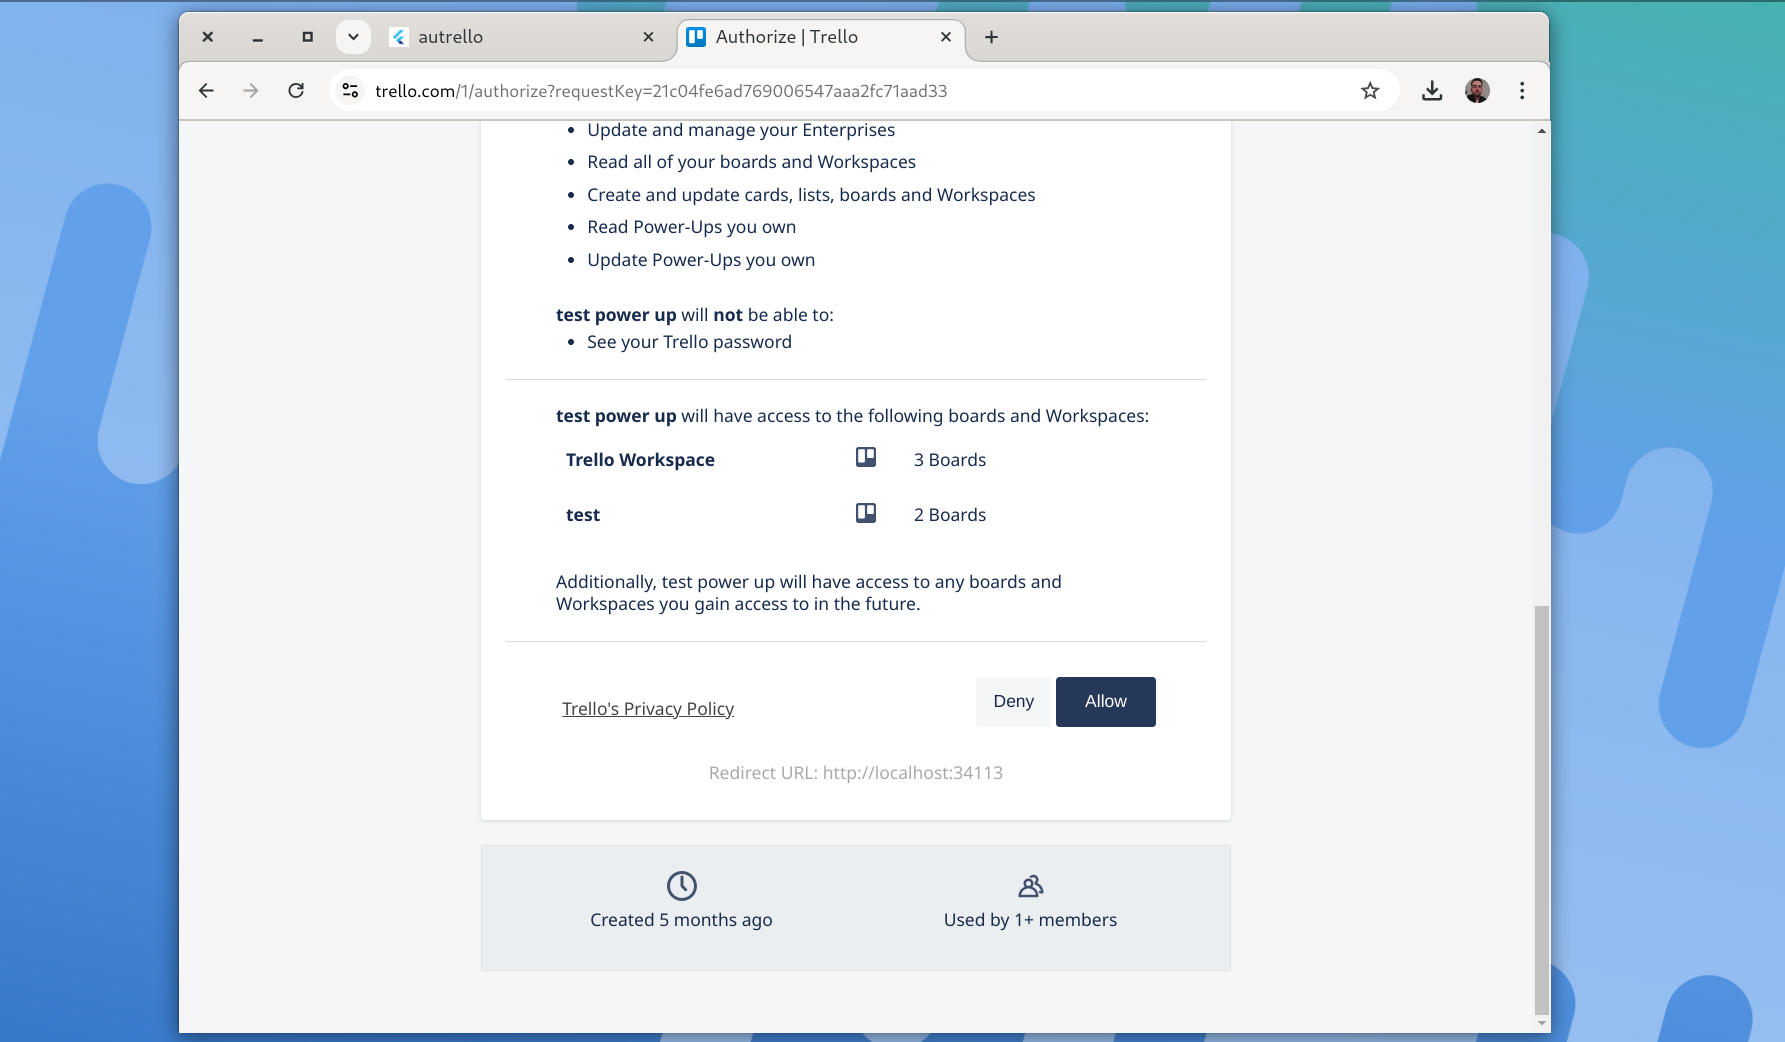 autrello
Authorize | Trello
trello.com/1/authorize?requestKey=21c04fe6ad769006547aaa2fc71aad33
• Update and manage your Enterprises
• Read all of your boards and Workspaces
• Create and update cards, lists, boards and Workspaces
• Read Power-Ups you own
• Update Power-Ups you own
test power up will not be able to:
• See your Trello password
test power up will have access to the following boards and Workspaces:
Trello Workspace 3 Boards
test 2 Boards
Additionally, test power up will have access to any boards and
Workspaces you gain access to in the future.
Trello's Privacy Policy
Deny
Allow
Redirect URL: http://localhost:34113
Created 5 months ago
Used by 1+ members